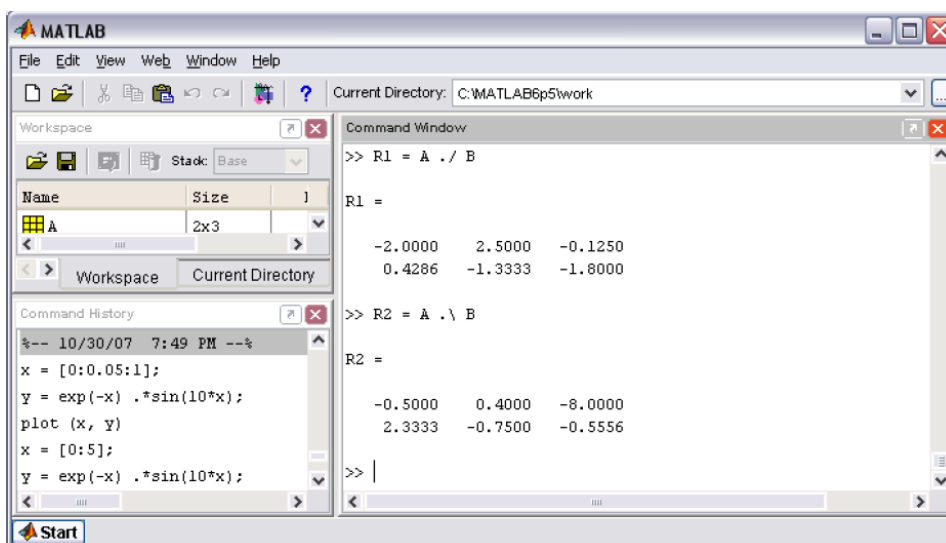 MATLAB
File Edit View Web Window Help
? Current Directory: C:\MATLAB6p5\work ...
Workspace
Stack: Base
Name Size
A 2x3
Workspace Current Directory
Command History
%-- 10/30/07 7:49 PM --%
x = [0:0.05:1];
y = exp(-x) .*sin(10*x);
plot (x, y)
x = [0:5];
y = exp(-x) .*sin(10*x);
Command Window
>> R1 = A ./ B
R1 =
-2.0000 2.5000 -0.1250
0.4286 -1.3333 -1.8000
>> R2 = A .\ B
R2 =
-0.5000 0.4000 -8.0000
2.3333 -0.7500 -0.5556
>>
Start